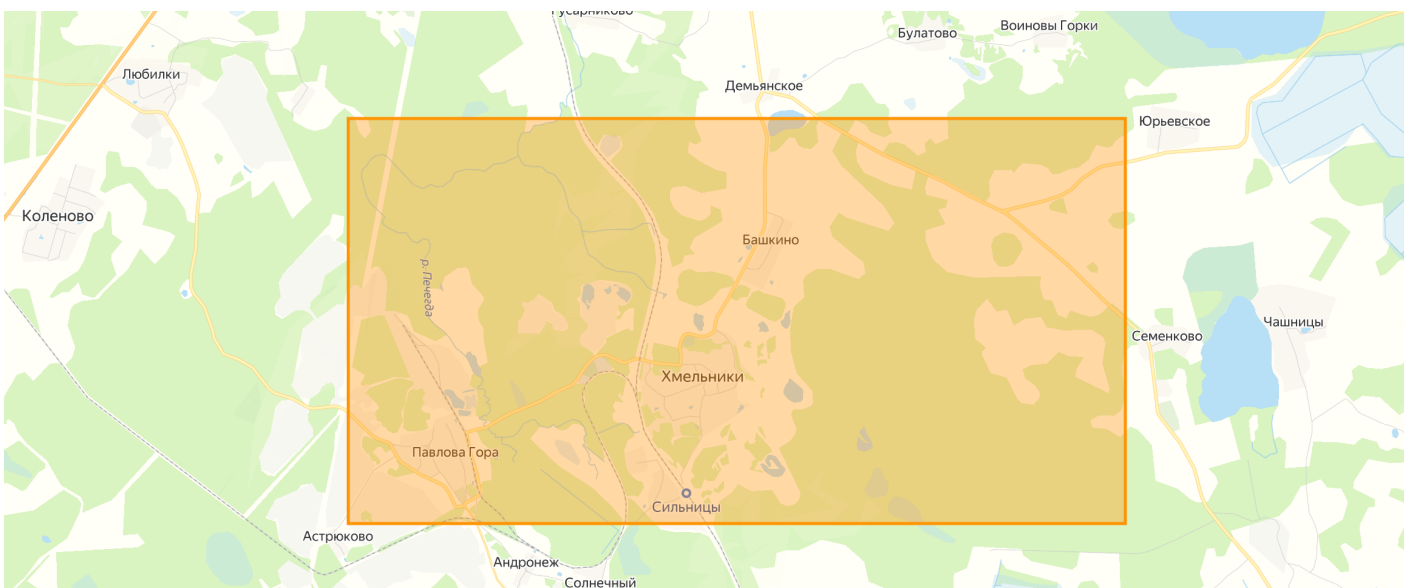 Гусарниково
Воиновы Горки
Булатово
Любилки
Демьянское
Юрьевское
Коленово
Башкино
р. Печегда
Чашницы
Семенково
Хмельники
Павлова Гора
Сильницы
Астрюково
Андронеж
Солнечный